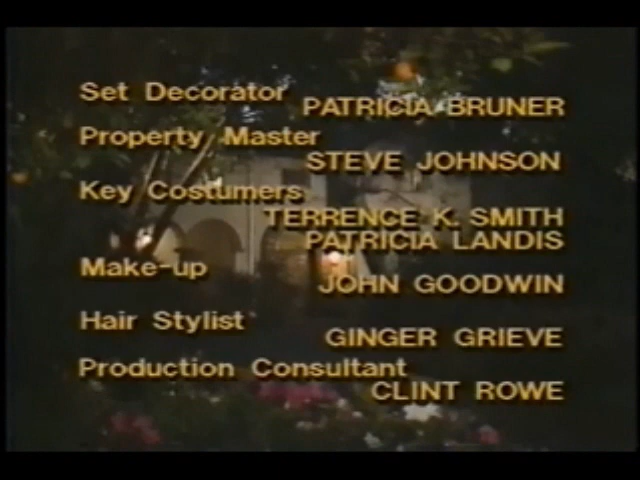 Set Decorator
PATRICIA BRUNER
Property Master
STEVE JOHNSON
Key Costumers
TERRENCE K. SMITH
PATRICIA LANDIS
Make-up
JOHN GOODWIN
Hair Stylist
GINGER GRIEVE
Production Consultant
CLINT ROWE